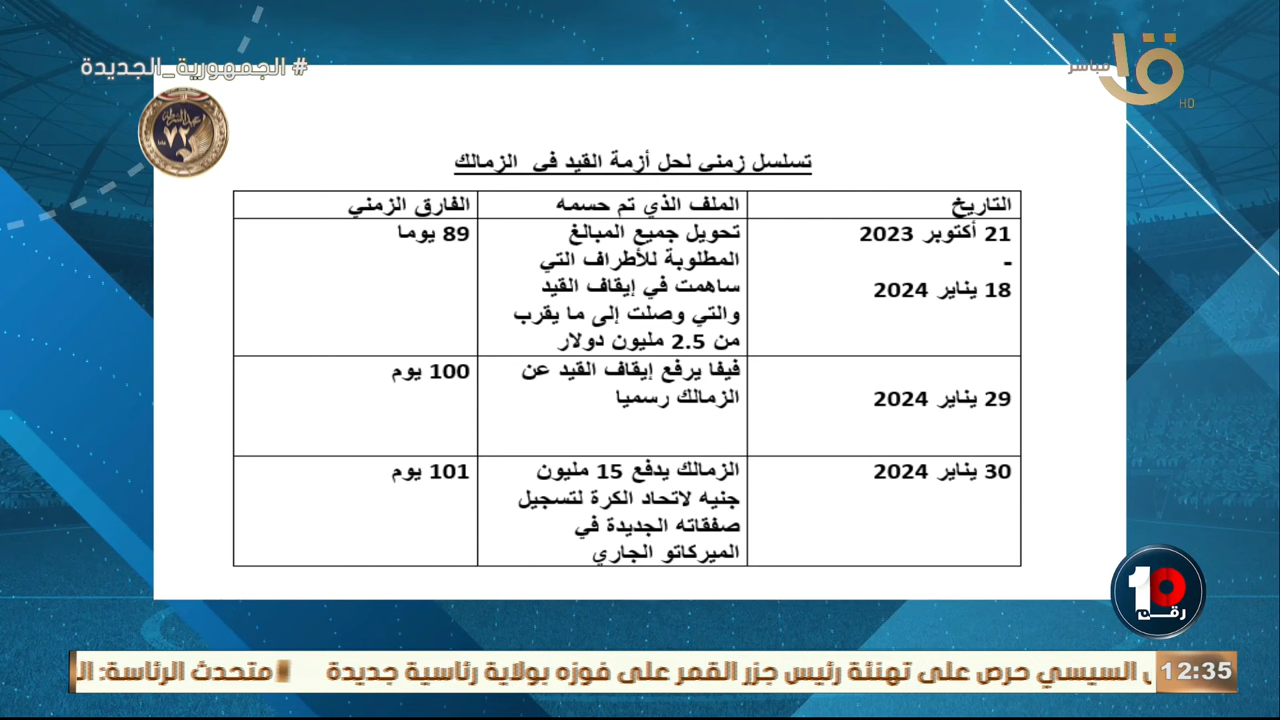 #الجمهورية_الجديدة
مباشر
HD
عيد الشرطة
٧٢
تسلسل زمني لحل أزمة القيد في الزمالك
التاريخ الملف الذي تم حسمه الفارق الزمني
21 أكتوبر 2023
-
18 يناير 2024
تحويل جميع المبالغ
المطلوبة للأطراف التي
ساهمت في إيقاف القيد
والتي وصلت إلى ما يقرب
من 2.5 مليون دولار
89 يوما
29 يناير 2024
فيفا يرفع إيقاف القيد عن
الزمالك رسميا
100 يوم
30 يناير 2024
الزمالك يدفع 15 مليون
جنيه لاتحاد الكرة لتسجيل
صفقاته الجديدة في
الميركاتو الجاري
101 يوم
رقم 10
12:35
السيسي حرص على تهنئة رئيس جزر القمر على فوزه بولاية رئاسية جديدة متحدث الرئاسة: